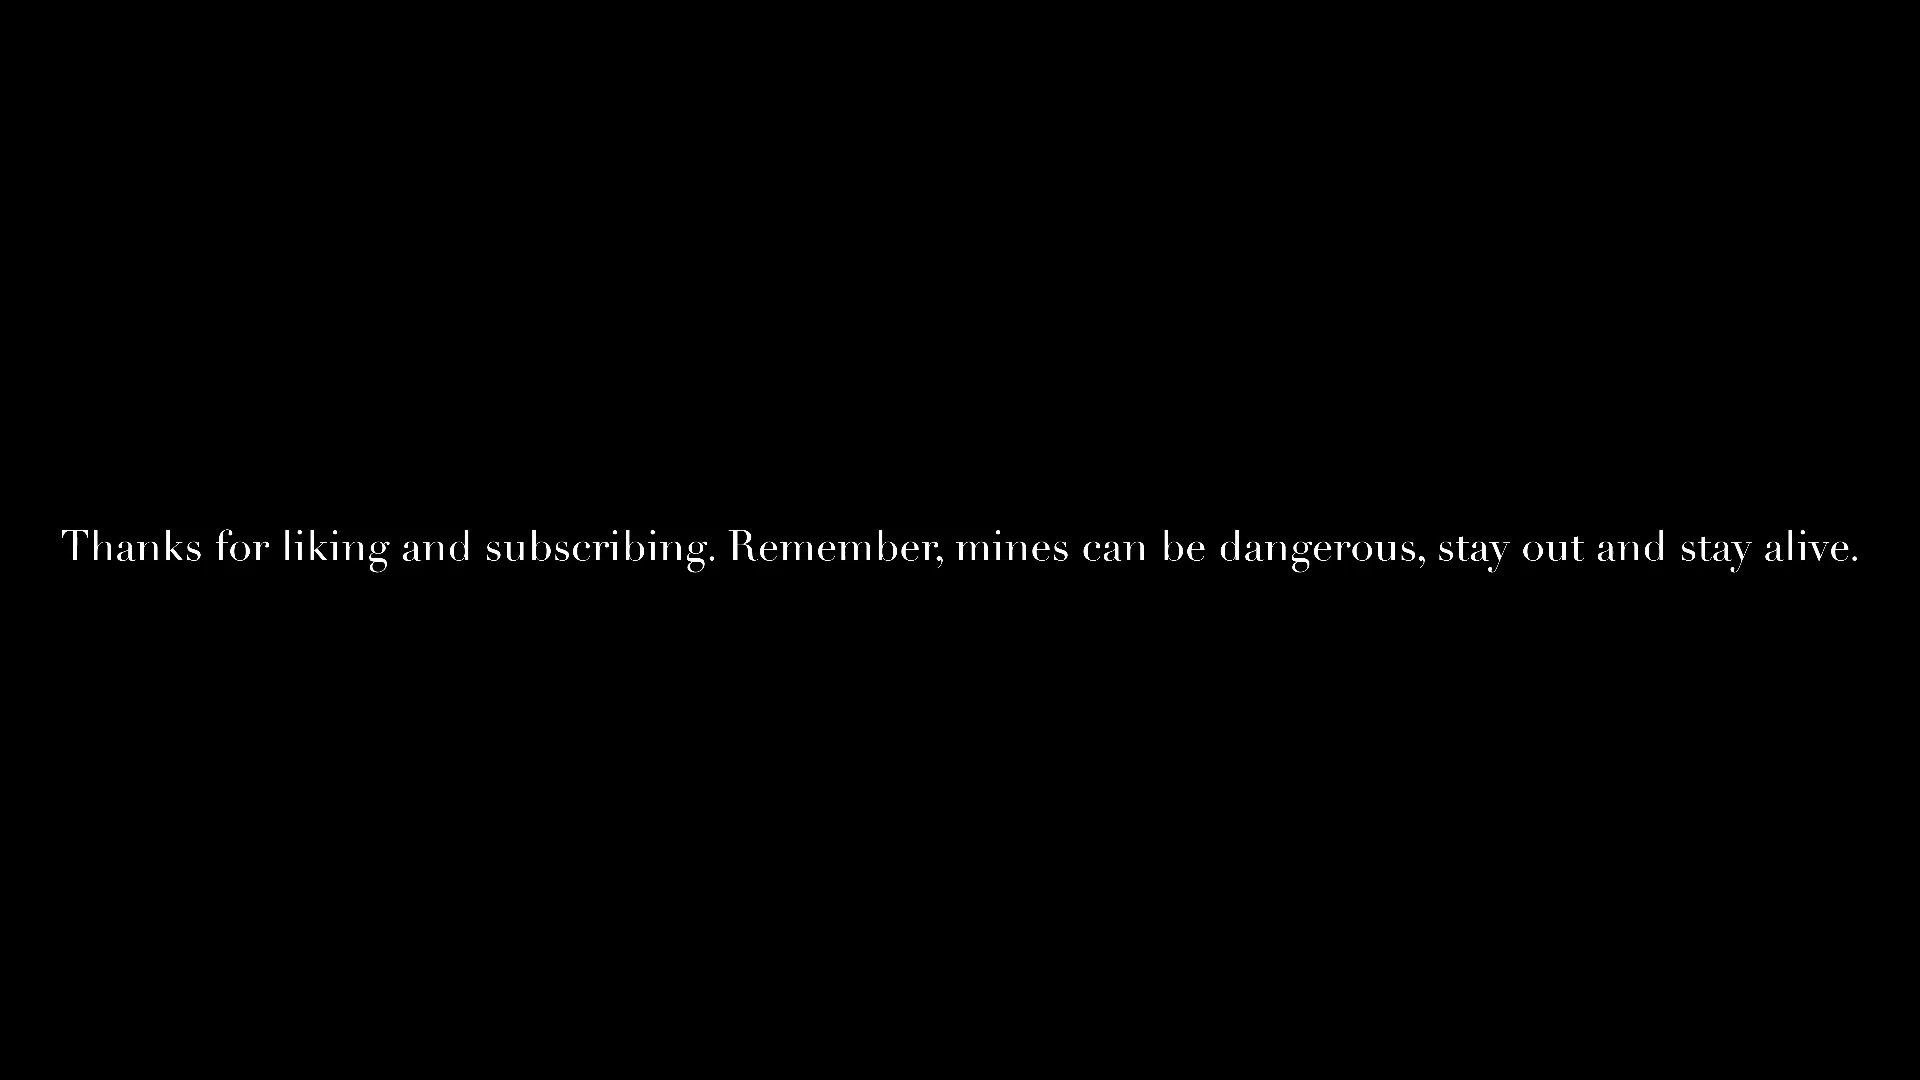 Thanks for liking and subscribing. Remember, mines can be dangerous, stay out and stay alive.